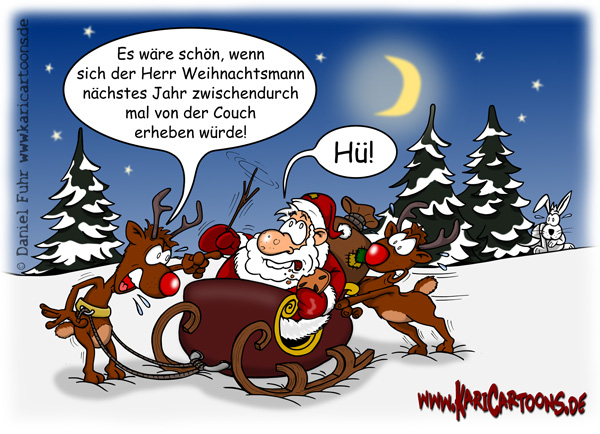 Es wäre schön, wenn
sich der Herr Weihnachtsmann
nächstes Jahr zwischendurch
mal von der Couch
erheben würde!
Hü!
© Daniel Fuhr www.karicartoons.de
www.KARICARTOONS.DE